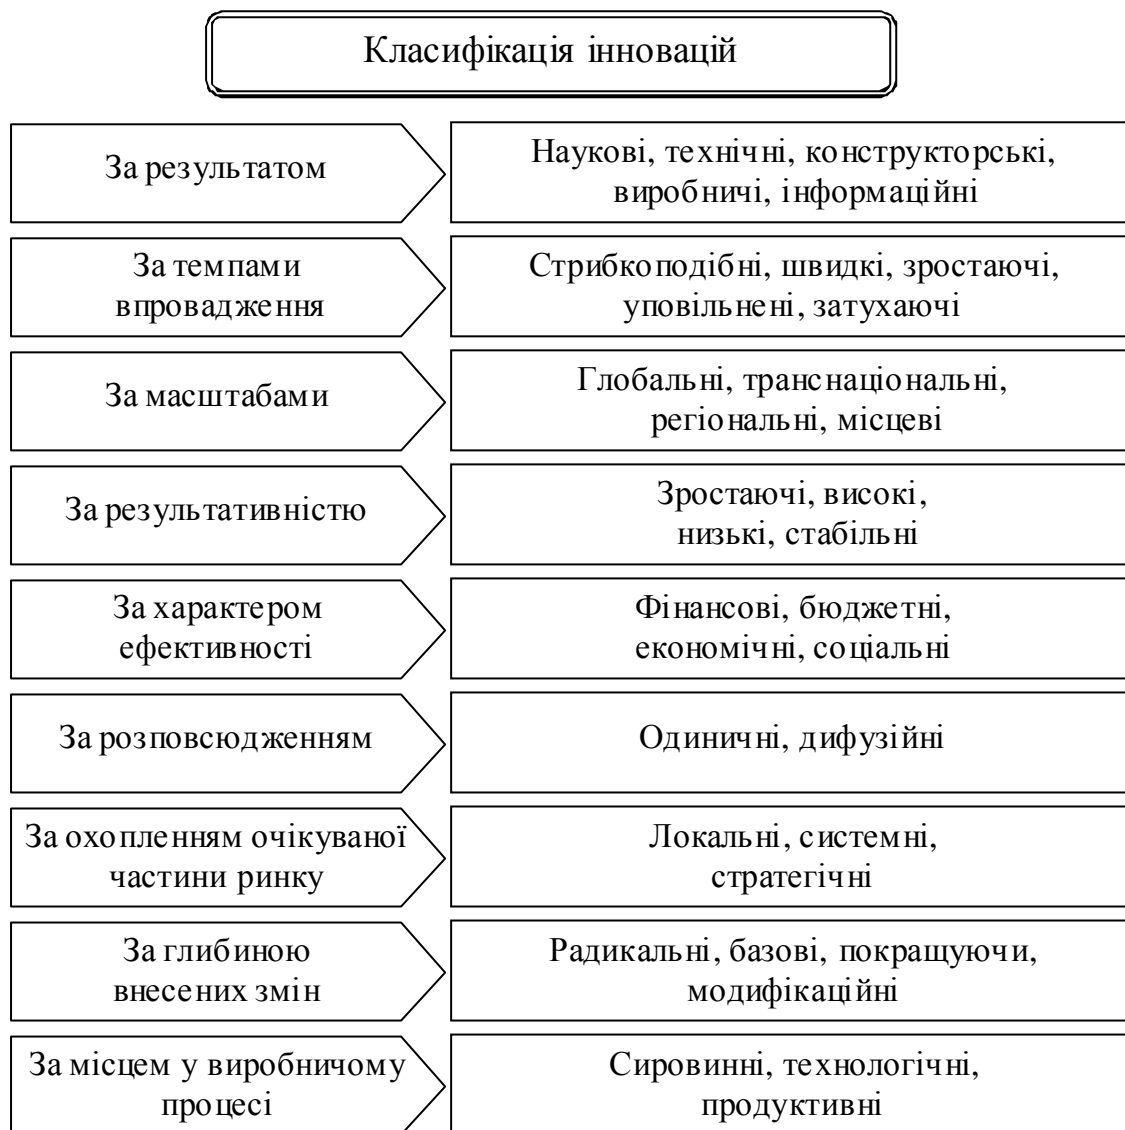 Класифікація інновацій
За результатом
Наукові, технічні, конструкторські,
виробничі, інформаційні
За темпами
впровадження
Стрибкоподібні, швидкі, зростаючі,
уповільнені, затухаючі
За масштабами
Глобальні, транснаціональні,
регіональні, місцеві
За результативністю
Зростаючі, високі,
низькі, стабільні
За характером
ефективності
Фінансові, бюджетні,
економічні, соціальні
За розповсюдженням
Одиничні, дифузійні
За охопленням очікуваної
частини ринку
Локальні, системні,
стратегічні
За глибиною
внесених змін
Радикальні, базові, покращуючи,
модифікаційні
За місцем у виробничому
процесі
Сировинні, технологічні,
продуктивні